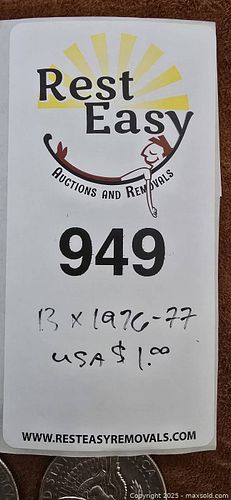 Rest
Easy
AUCTIONS AND REMOVALS
949
13 x 1976-77
USA $1.00
WWW.RESTEASYREMOVALS.COM
Copyright 2025 - maxsold.com